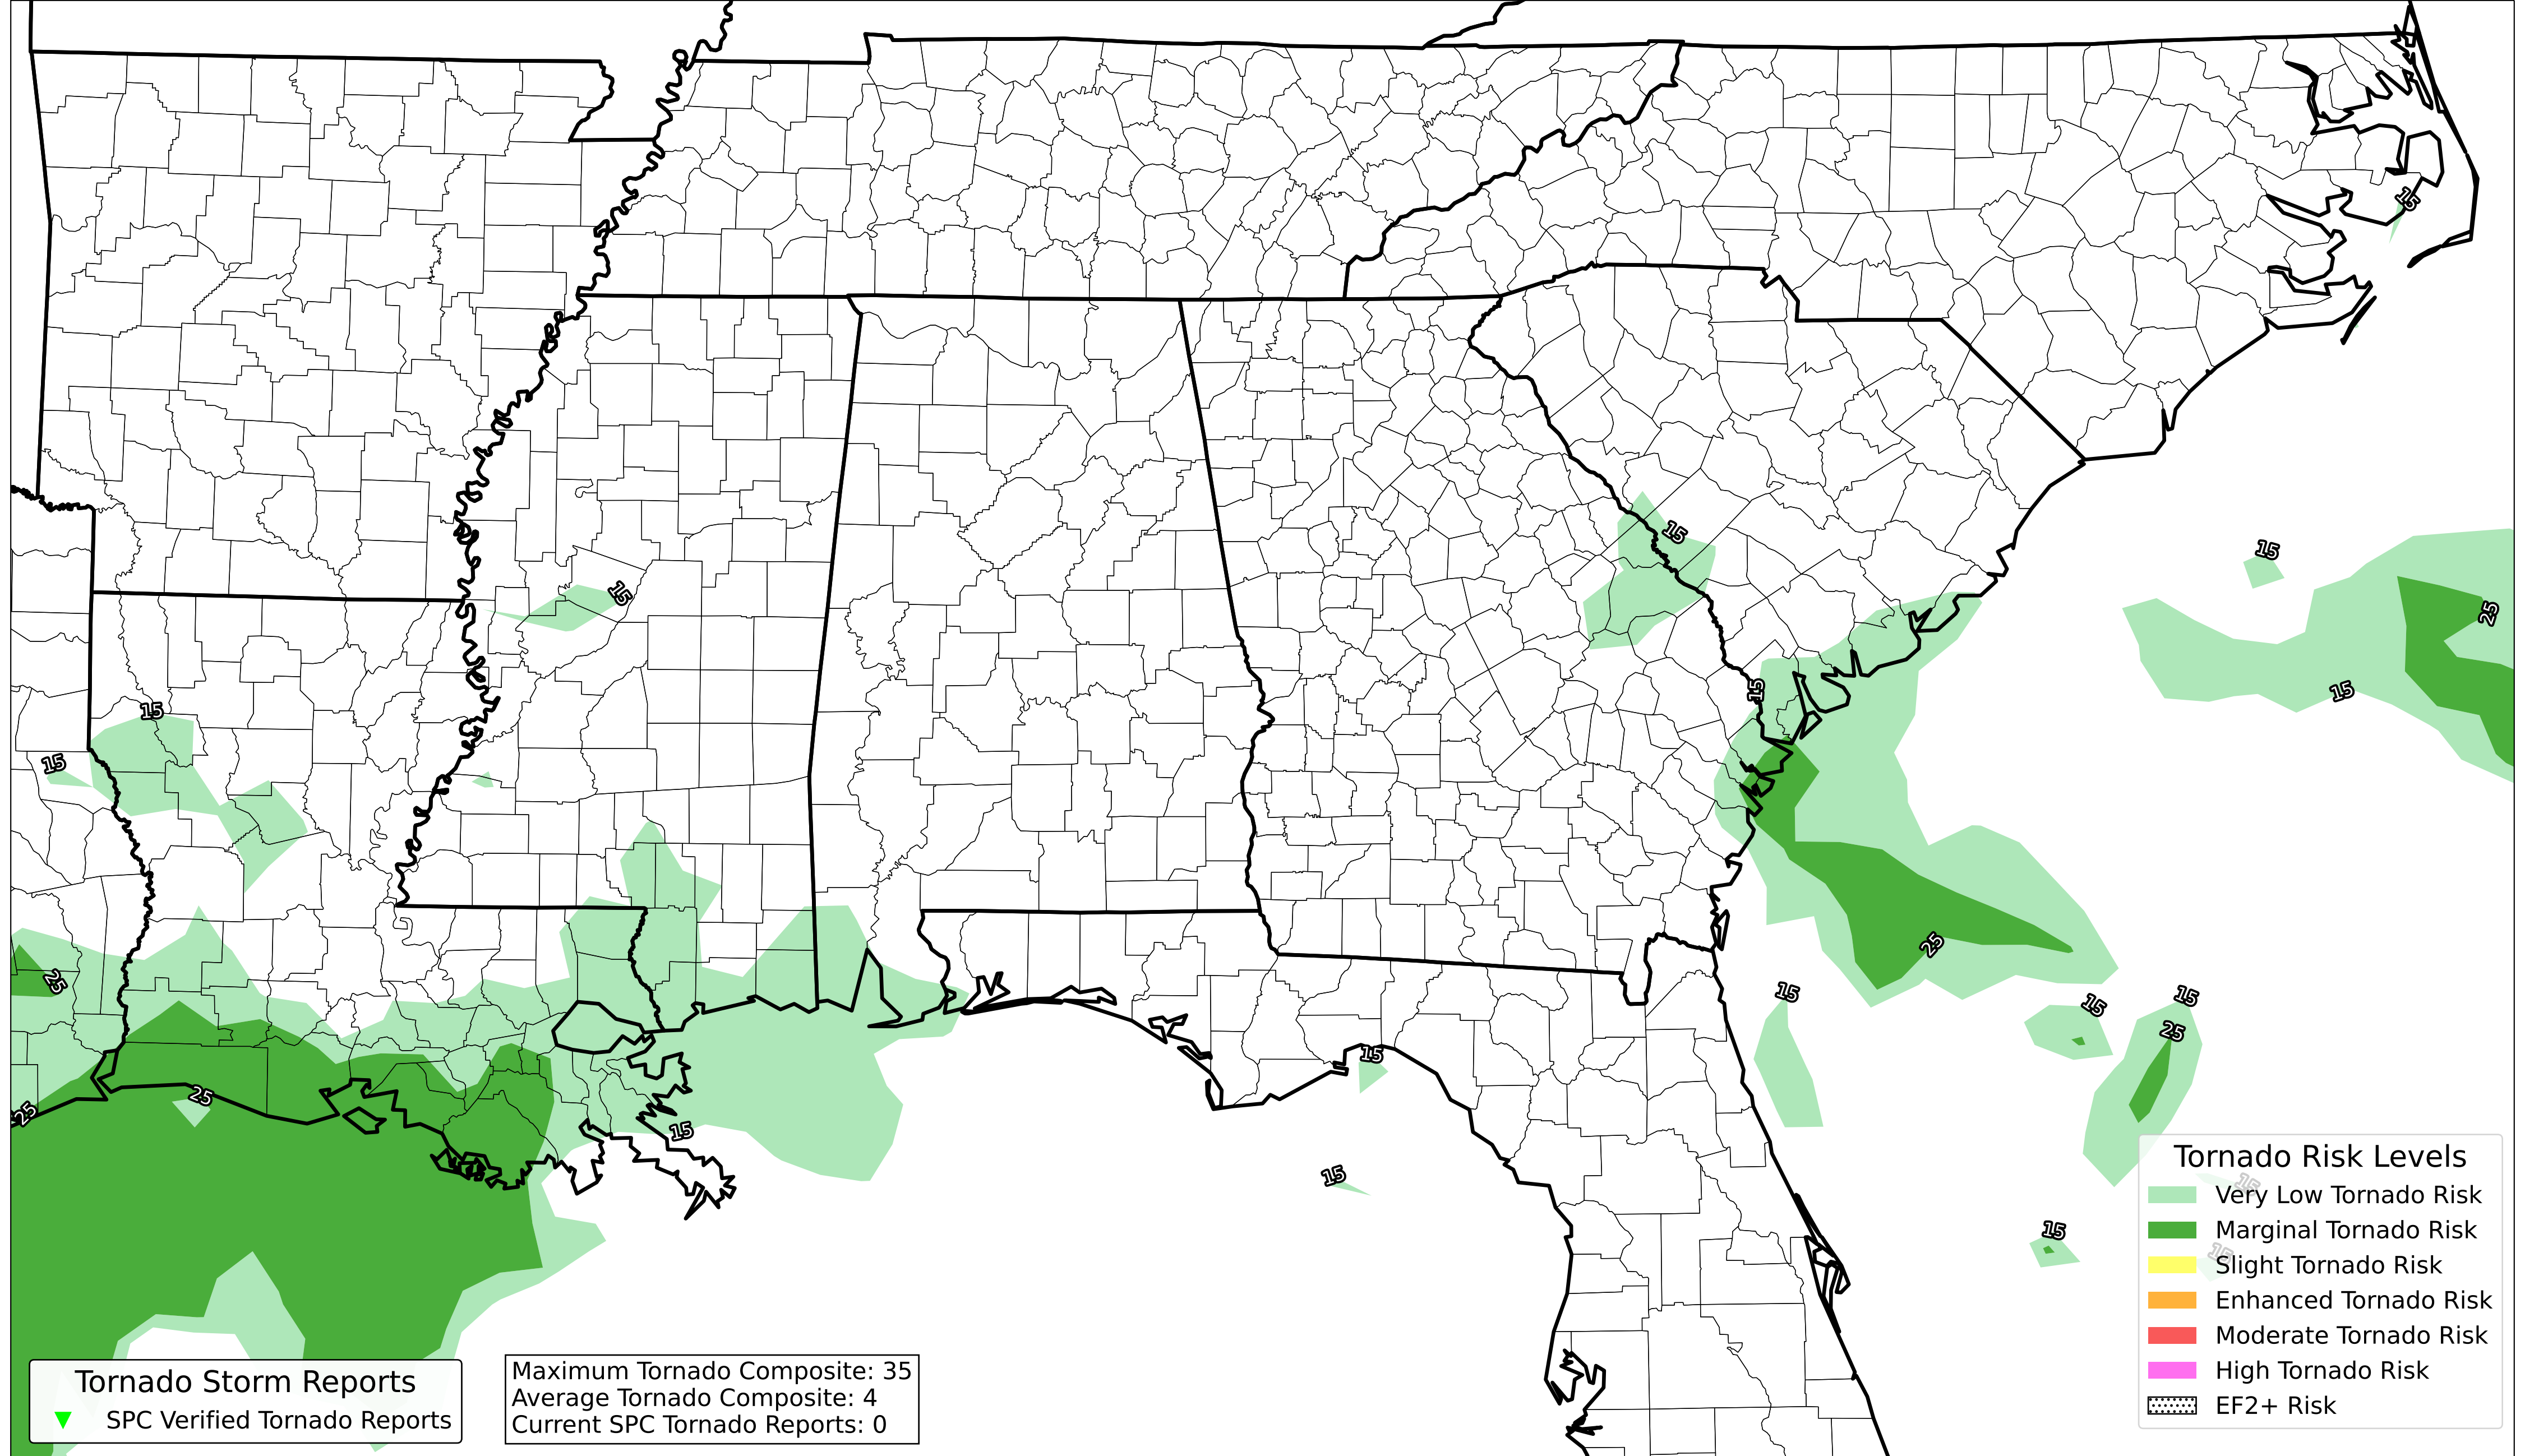 15
15
15
15
25
15
15
15
15
25
25
15
15
15
25
25
15
25
15
15
15
15
15
Tornado Risk Levels
Very Low Tornado Risk
Marginal Tornado Risk
Slight Tornado Risk
Enhanced Tornado Risk
Moderate Tornado Risk
High Tornado Risk
EF2+ Risk
Tornado Storm Reports
SPC Verified Tornado Reports
Maximum Tornado Composite: 35
Average Tornado Composite: 4
Current SPC Tornado Reports: 0